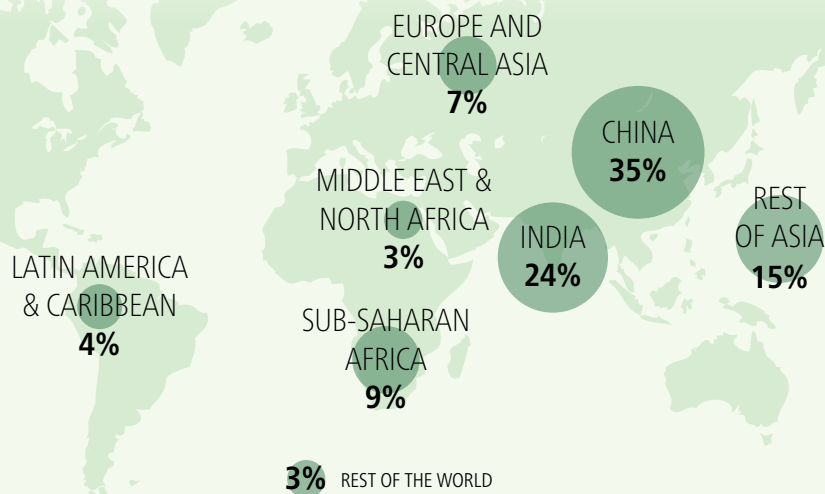 EUROPE AND
CENTRAL ASIA
7%
CHINA
35%
MIDDLE EAST &
NORTH AFRICA
3%
INDIA
24%
REST
OF ASIA
15%
LATIN AMERICA
& CARIBBEAN
4%
SUB-SAHARAN
AFRICA
9%
3% REST OF THE WORLD